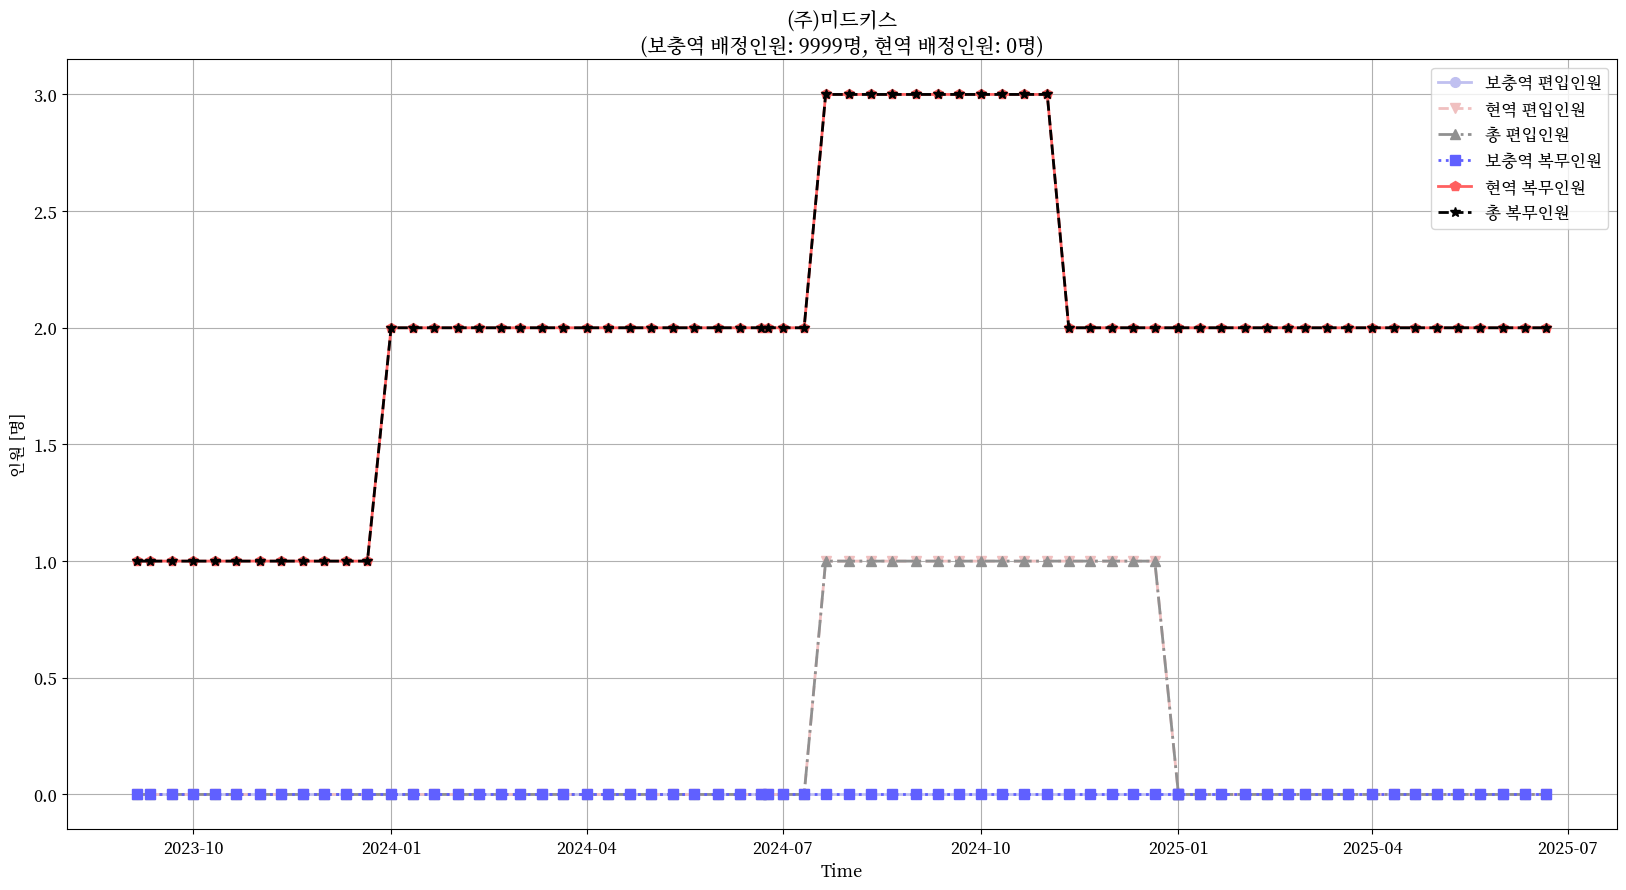 (주)미드키스
(보충역 배정인원: 9999명, 현역 배정인원: 0명)
보충역 편입인원
현역 편입인원
총 편입인원
보충역 복무인원
현역 복무인원
총 복무인원
인원 [명]
3.0
2.5
2.0
1.5
1.0
0.5
0.0
2023-10
2024-01
2024-04
2024-07
2024-10
2025-01
2025-04
2025-07
Time